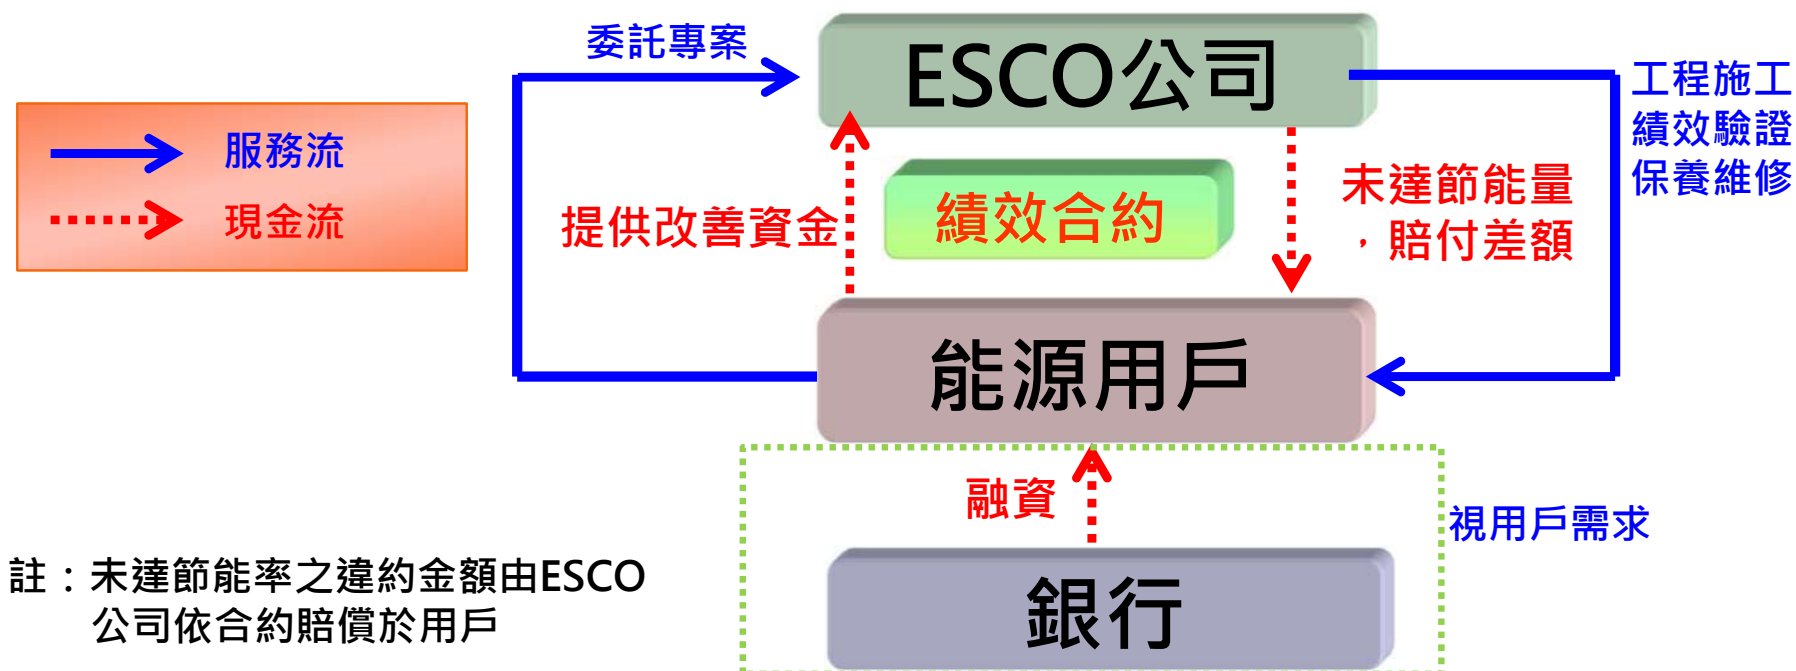 委託專案
ESCO公司
工程施工
績效驗證
保養維修
服務流
現金流
提供改善資金
績效合約
未達節能量
，賠付差額
能源用戶
融資
視用戶需求
銀行
註：未達節能率之違約金額由ESCO
公司依合約賠償於用戶